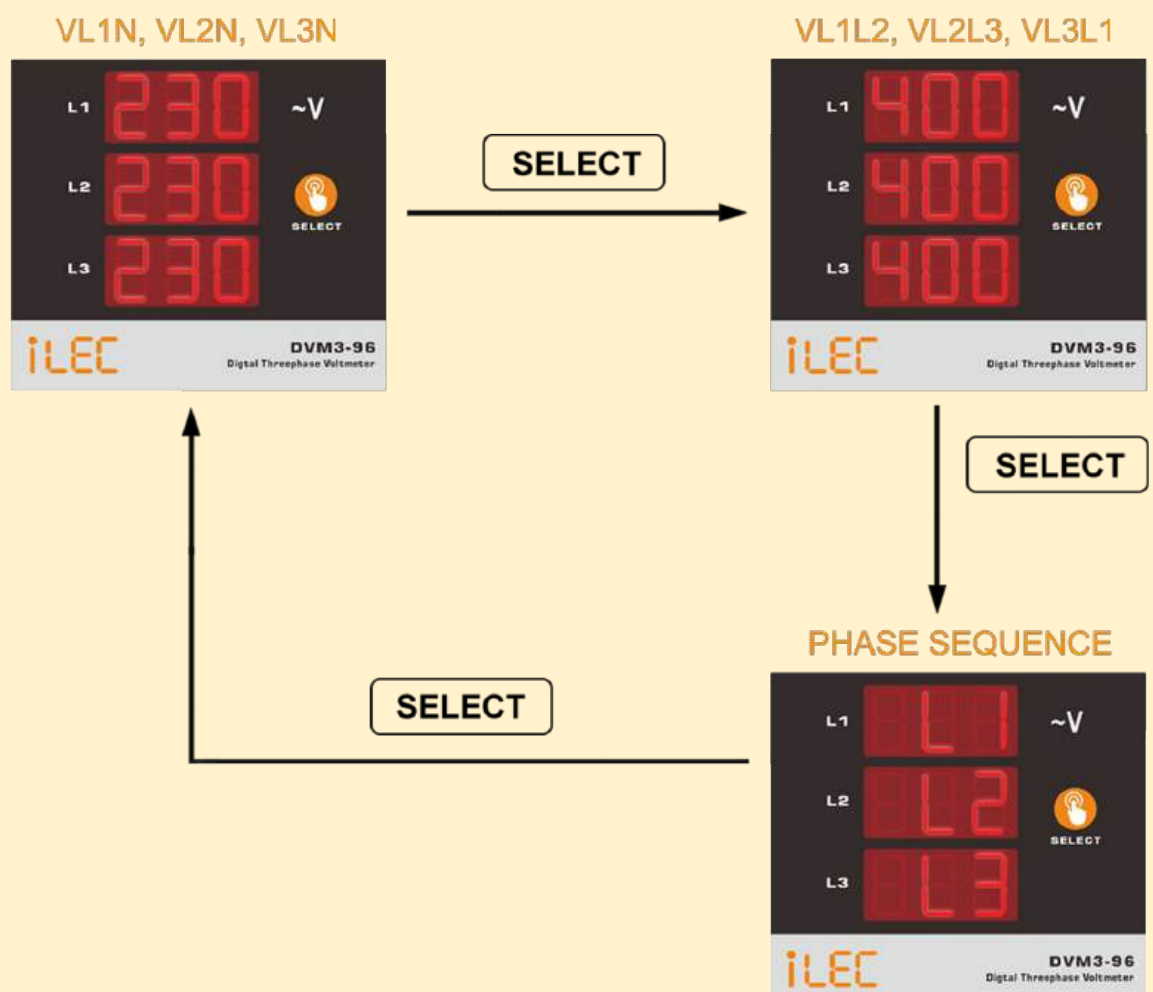 VL1N, VL2N, VL3N
L1 230 ~V
L2 230
SELECT
L3 230
iLEC
DVM3-96
Digtal Threephase Voltmeter
SELECT
VL1L2, VL2L3, VL3L1
L1 400 ~V
L2 400
SELECT
L3 400
iLEC
DVM3-96
Digtal Threephase Voltmeter
SELECT
PHASE SEQUENCE
L1 L1 ~V
L2 L2
SELECT
L3 L3
iLEC
DVM3-96
Digtal Threephase Voltmeter
SELECT